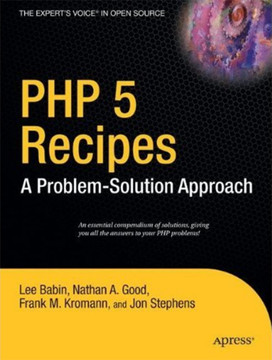 THE EXPERT'S VOICE® IN OPEN SOURCE
PHP 5
Recipes
A Problem-Solution Approach
An essential compendium of solutions, giving
you all the answers to your PHP problems!
Lee Babin, Nathan A. Good,
Frank M. Kromann, and Jon Stephens
Apress®